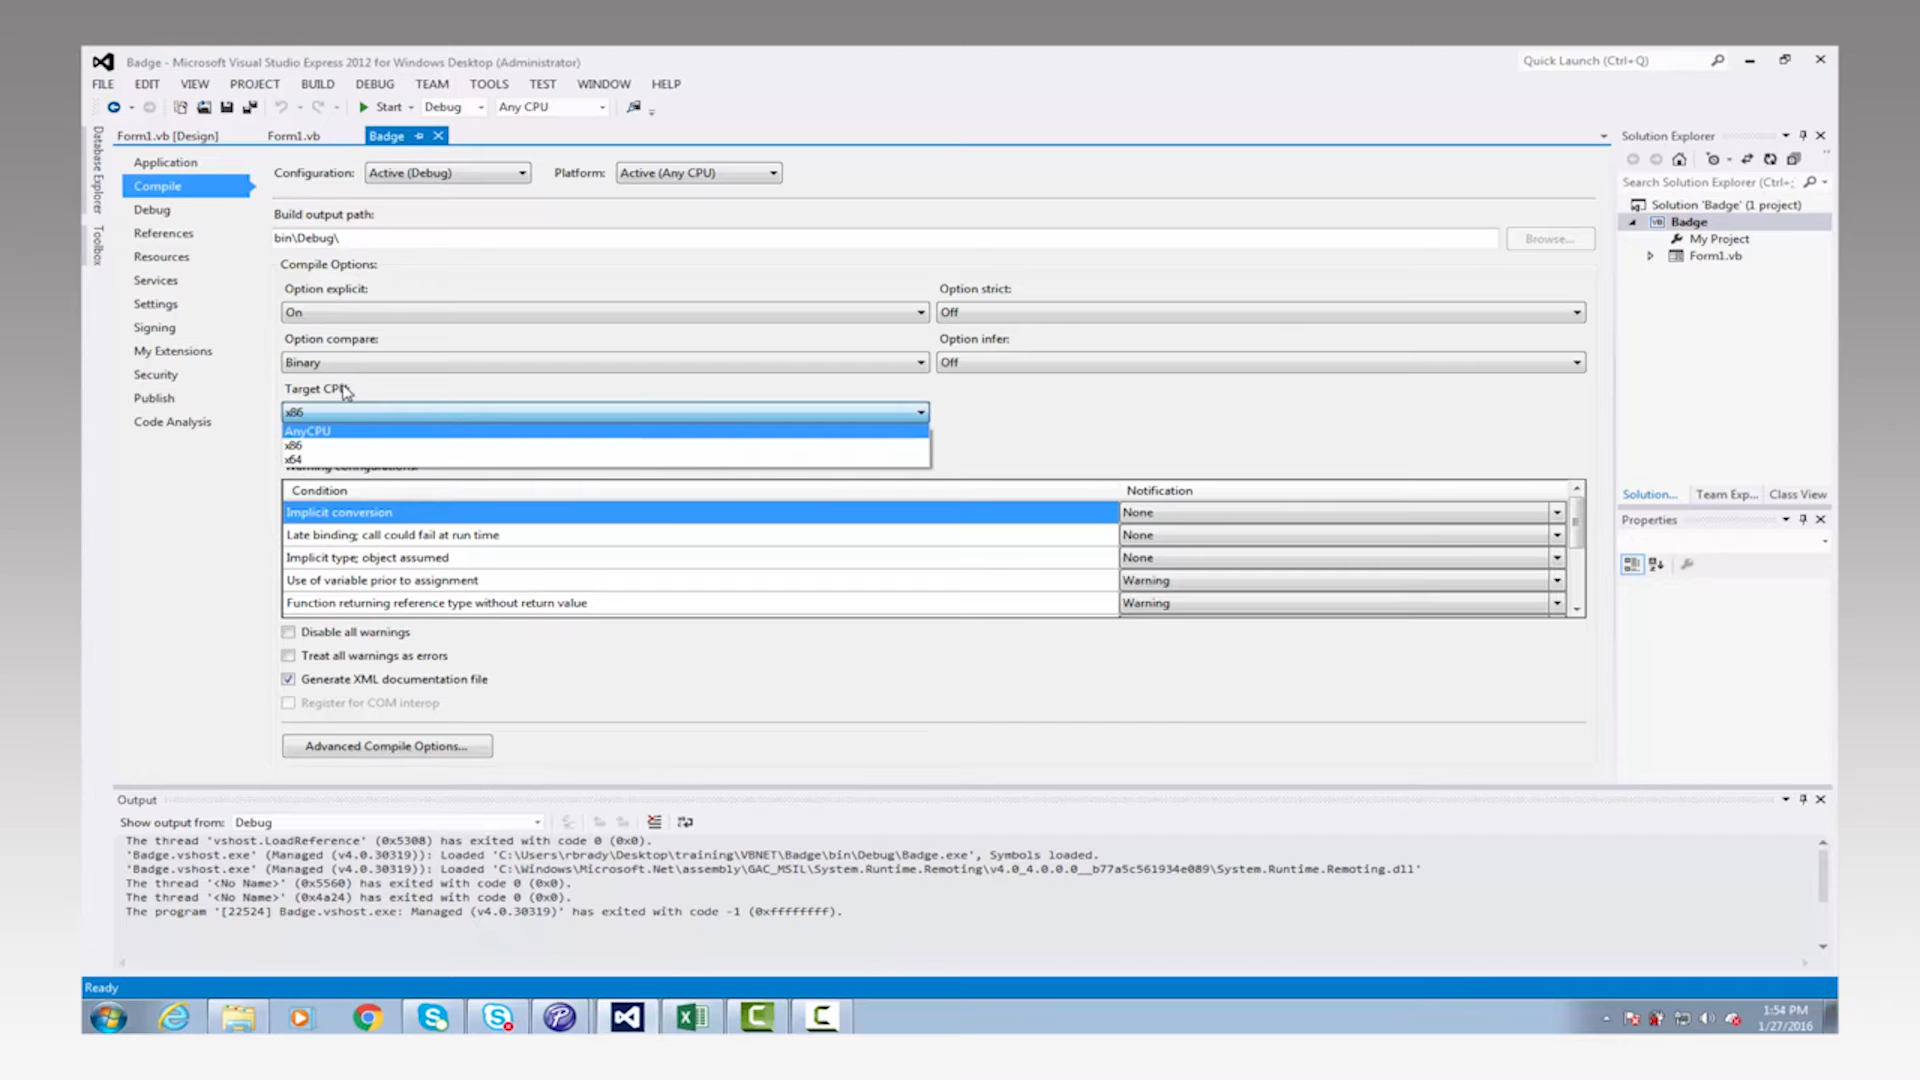 Badge - Microsoft Visual Studio Express 2012 for Windows Desktop (Administrator)
Quick Launch (Ctrl+Q)
FILE EDIT VIEW PROJECT BUILD DEBUG TEAM TOOLS TEST WINDOW HELP
Start Debug Any CPU
Form1.vb [Design] Form1.vb Badge
Solution Explorer
Database Explorer
Toolbox
Application
Compile
Debug
References
Resources
Services
Settings
Signing
My Extensions
Security
Publish
Code Analysis
Configuration: Active (Debug) Platform: Active (Any CPU)
Build output path:
bin\Debug\ Browse...
Compile Options:
Option explicit: Option strict:
On Off
Option compare: Option infer:
Binary Off
Target CPU
x86
AnyCPU
x86
x64
Warning configurations:
Condition Notification
Implicit conversion None
Late binding; call could fail at run time None
Implicit type; object assumed None
Use of variable prior to assignment Warning
Function returning reference type without return value Warning
Disable all warnings
Treat all warnings as errors
Generate XML documentation file
Register for COM interop
Advanced Compile Options...
Search Solution Explorer (Ctrl+;
Solution 'Badge' (1 project)
VB Badge
My Project
Form1.vb
Solution... Team Exp... Class View
Properties
Output
Show output from: Debug
The thread 'vshost.LoadReference' (0x5308) has exited with code 0 (0x0).
'Badge.vshost.exe' (Managed (v4.0.30319)): Loaded 'C:\Users\rbrady\Desktop\training\VBNET\Badge\bin\Debug\Badge.exe', Symbols loaded.
'Badge.vshost.exe' (Managed (v4.0.30319)): Loaded 'C:\Windows\Microsoft.Net\assembly\GAC_MSIL\System.Runtime.Remoting\v4.0_4.0.0.0__b77a5c561934e089\System.Runtime.Remoting.dll'
The thread '<No Name>' (0x5560) has exited with code 0 (0x0).
The thread '<No Name>' (0x4a24) has exited with code 0 (0x0).
The program '[22524] Badge.vshost.exe: Managed (v4.0.30319)' has exited with code -1 (0xffffffff).
Ready
1:54 PM
1/27/2016